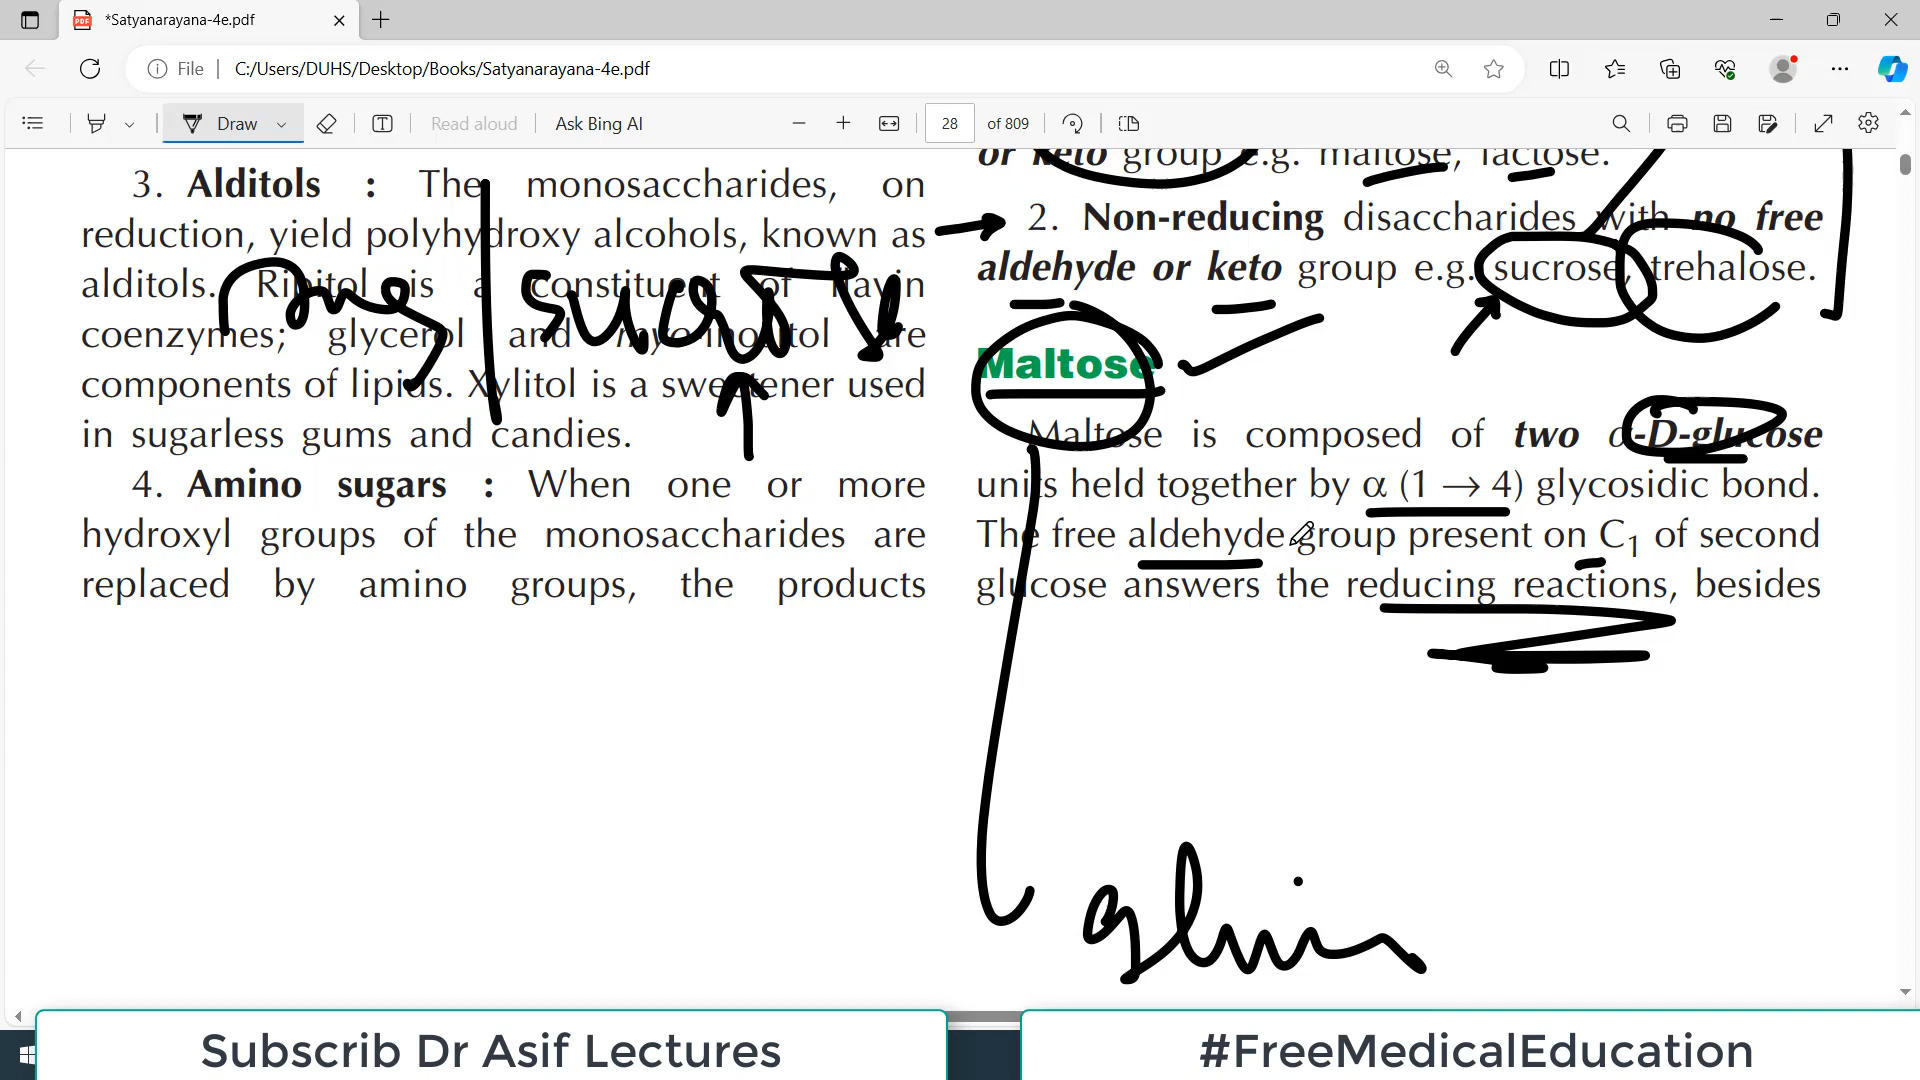 *Satyanarayana-4e.pdf
File C:/Users/DUHS/Desktop/Books/Satyanarayana-4e.pdf
Draw Read aloud Ask Bing AI 28 of 809
3. Alditols : The monosaccharides, on
reduction, yield polyhydroxy alcohols, known as
alditols. Ribitol is a constituent of flavin
coenzymes; glycerol and myo-inositol are
components of lipids. Xylitol is a sweetener used
in sugarless gums and candies.
4. Amino sugars : When one or more
hydroxyl groups of the monosaccharides are
replaced by amino groups, the products
sucrose
or keto group e.g. maltose, lactose.
2. Non-reducing disaccharides with no free
aldehyde or keto group e.g. sucrose, trehalose.
Maltose
Maltose is composed of two α-D-glucose
units held together by α (1 → 4) glycosidic bond.
The free aldehyde group present on C1 of second
glucose answers the reducing reactions, besides
Subscrib Dr Asif Lectures
#FreeMedicalEducation